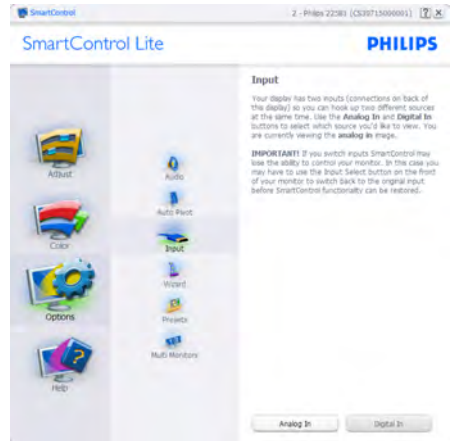 SmartControl
2 - Philips 225B1 (CS30715000001)
SmartControl Lite
PHILIPS
Adjust
Color
Options
Help
Audio
Auto Pivot
Input
Wizard
Presets
Multi Monitors
Input
Your display has two inputs (connections on back of
the display) so you can hook up two different sources
at the same time. Use the Analog In and Digital In
buttons to select which source you'd like to view. You
are currently viewing the analog in image.
IMPORTANT! If you switch inputs SmartControl may
lose the ability to control your monitor. In the case you
may have to use the Input Select button on the front
of your monitor to switch back to the original input
before SmartControl functionality can be restored.
Analog In
Digital In